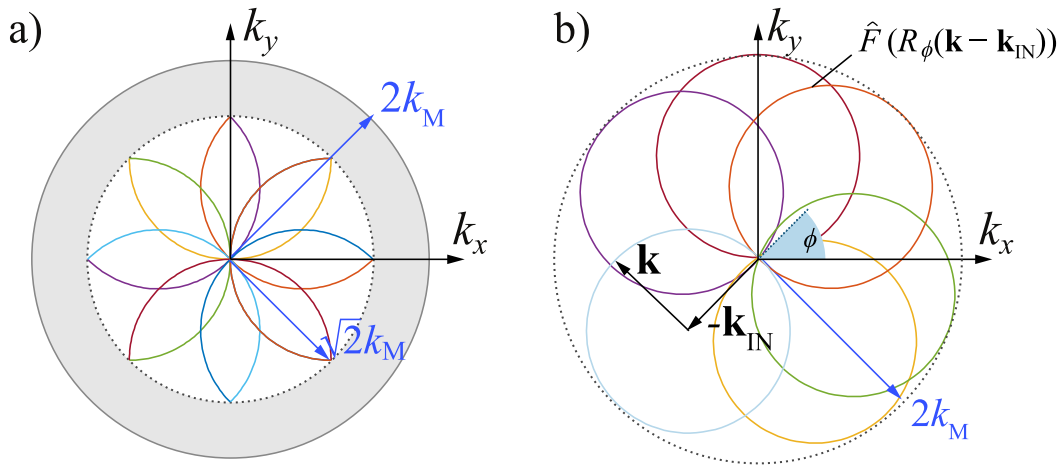 a)
k_y
2k_M
k_x
√2k_M
b)
k_y
F̂ (R_ϕ(𝐤 − 𝐤_IN))
k_x
ϕ
𝐤
-𝐤_IN
2k_M